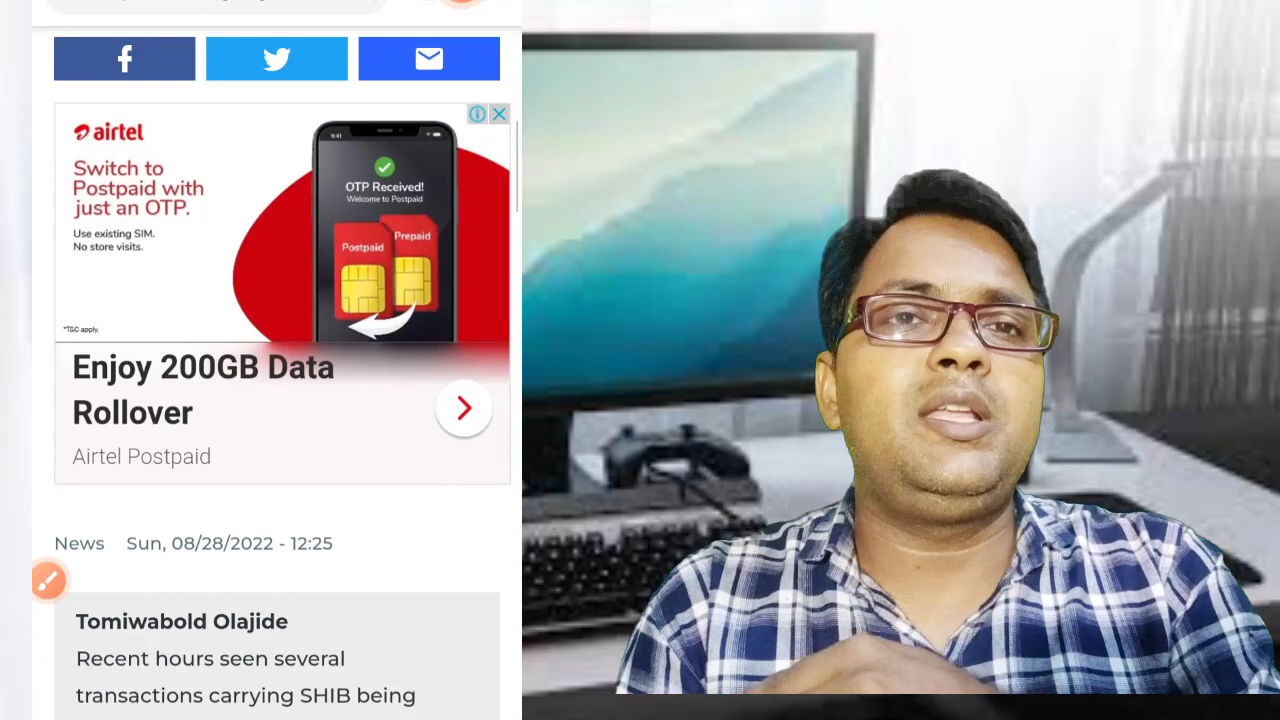 airtel
Switch to
Postpaid with
just an OTP.
Use existing SIM.
No store visits.
9:41
OTP Received!
Welcome to Postpaid
Postpaid
Prepaid
*T&C apply.
Enjoy 200GB Data
Rollover
Airtel Postpaid
News Sun, 08/28/2022 - 12:25
Tomiwabold Olajide
Recent hours seen several
transactions carrying SHIB being